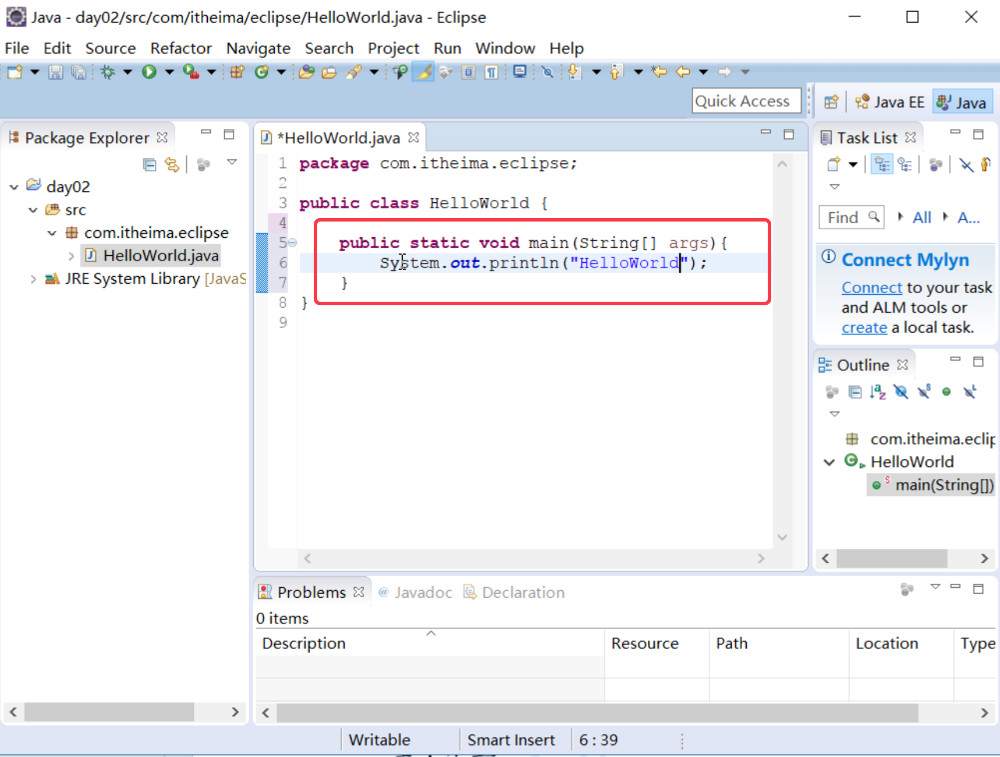 Java - day02/src/com/itheima/eclipse/HelloWorld.java - Eclipse
File Edit Source Refactor Navigate Search Project Run Window Help
Quick Access
Java EE
Java
Package Explorer
day02
src
com.itheima.eclipse
HelloWorld.java
JRE System Library [JavaS
*HelloWorld.java
1 package com.itheima.eclipse;
2
3 public class HelloWorld {
4
5 public static void main(String[] args){
6 System.out.println("HelloWorld");
7 }
8 }
9
Task List
Find
All
A...
Connect Mylyn
Connect to your task
and ALM tools or
create a local task.
Outline
com.itheima.eclip
HelloWorld
main(String[])
Problems
@ Javadoc
Declaration
0 items
Description Resource Path Location Type
Writable
Smart Insert
6 : 39